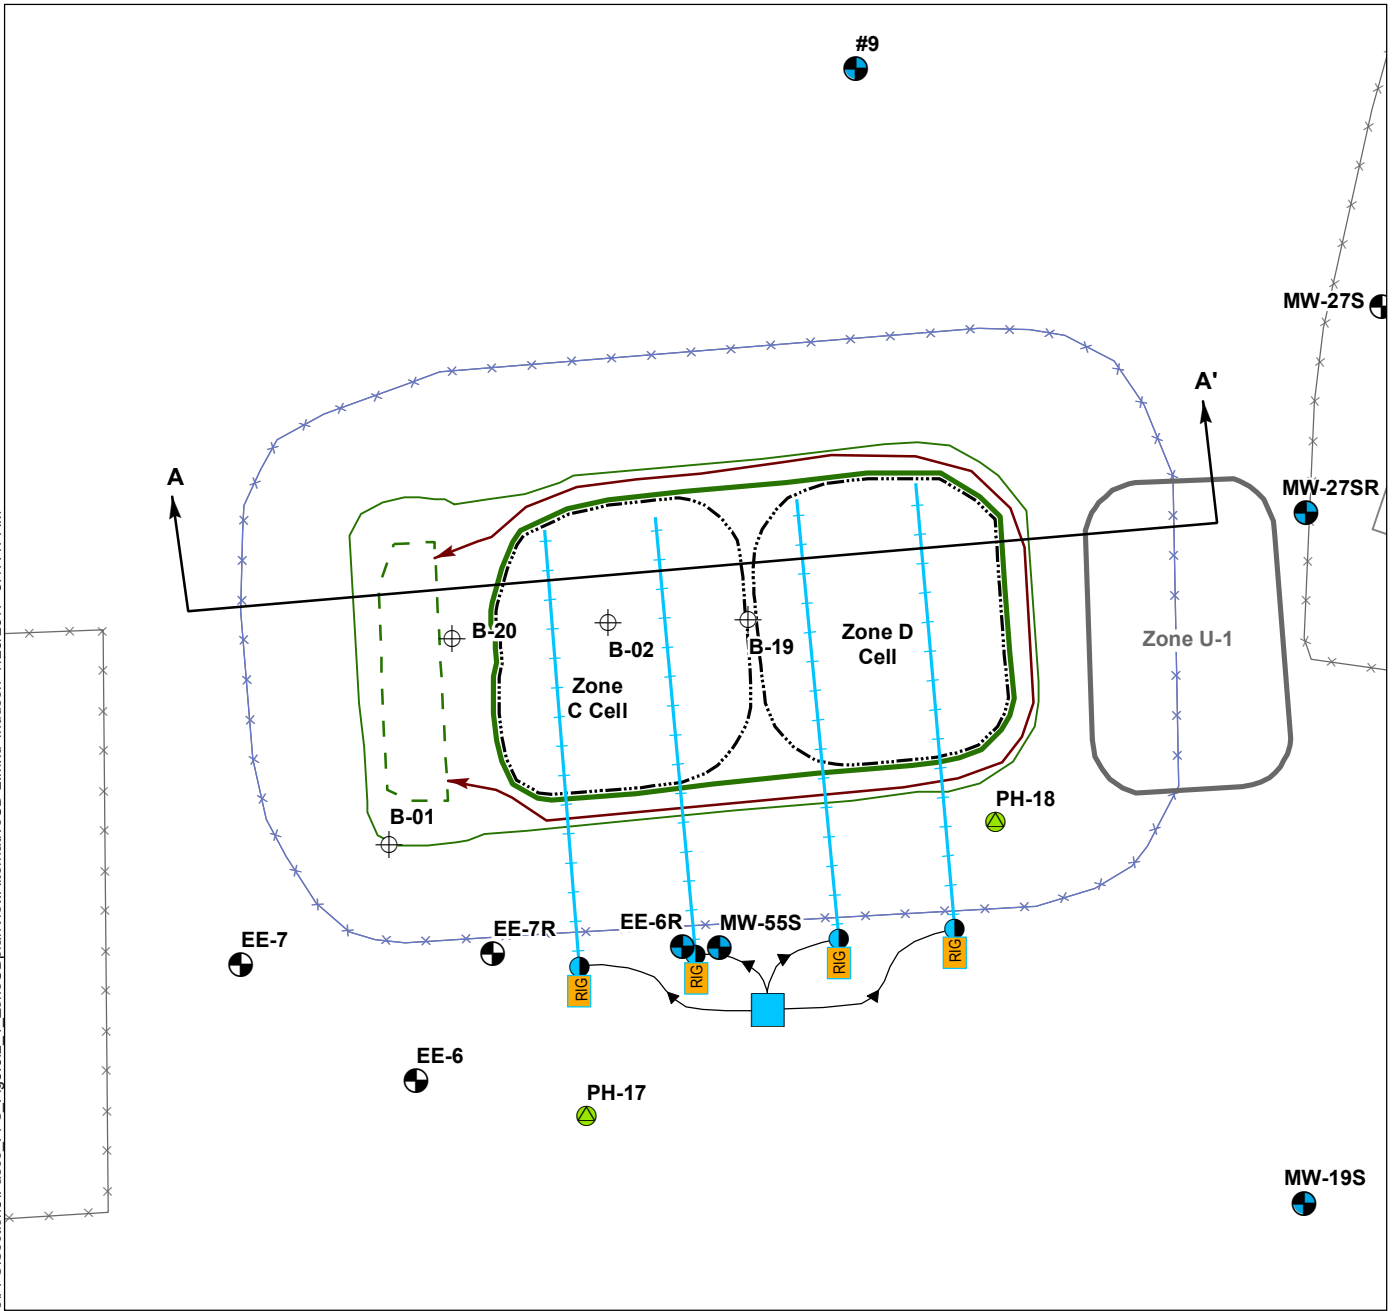 #9
MW-27S
A'
A
MW-27SR
B-20
B-02
B-19
Zone D
Cell
Zone U-1
Zone
C Cell
PH-18
B-01
EE-7
EE-7R
EE-6R
MW-55S
RIG
RIG
RIG
RIG
EE-6
PH-17
MW-19S